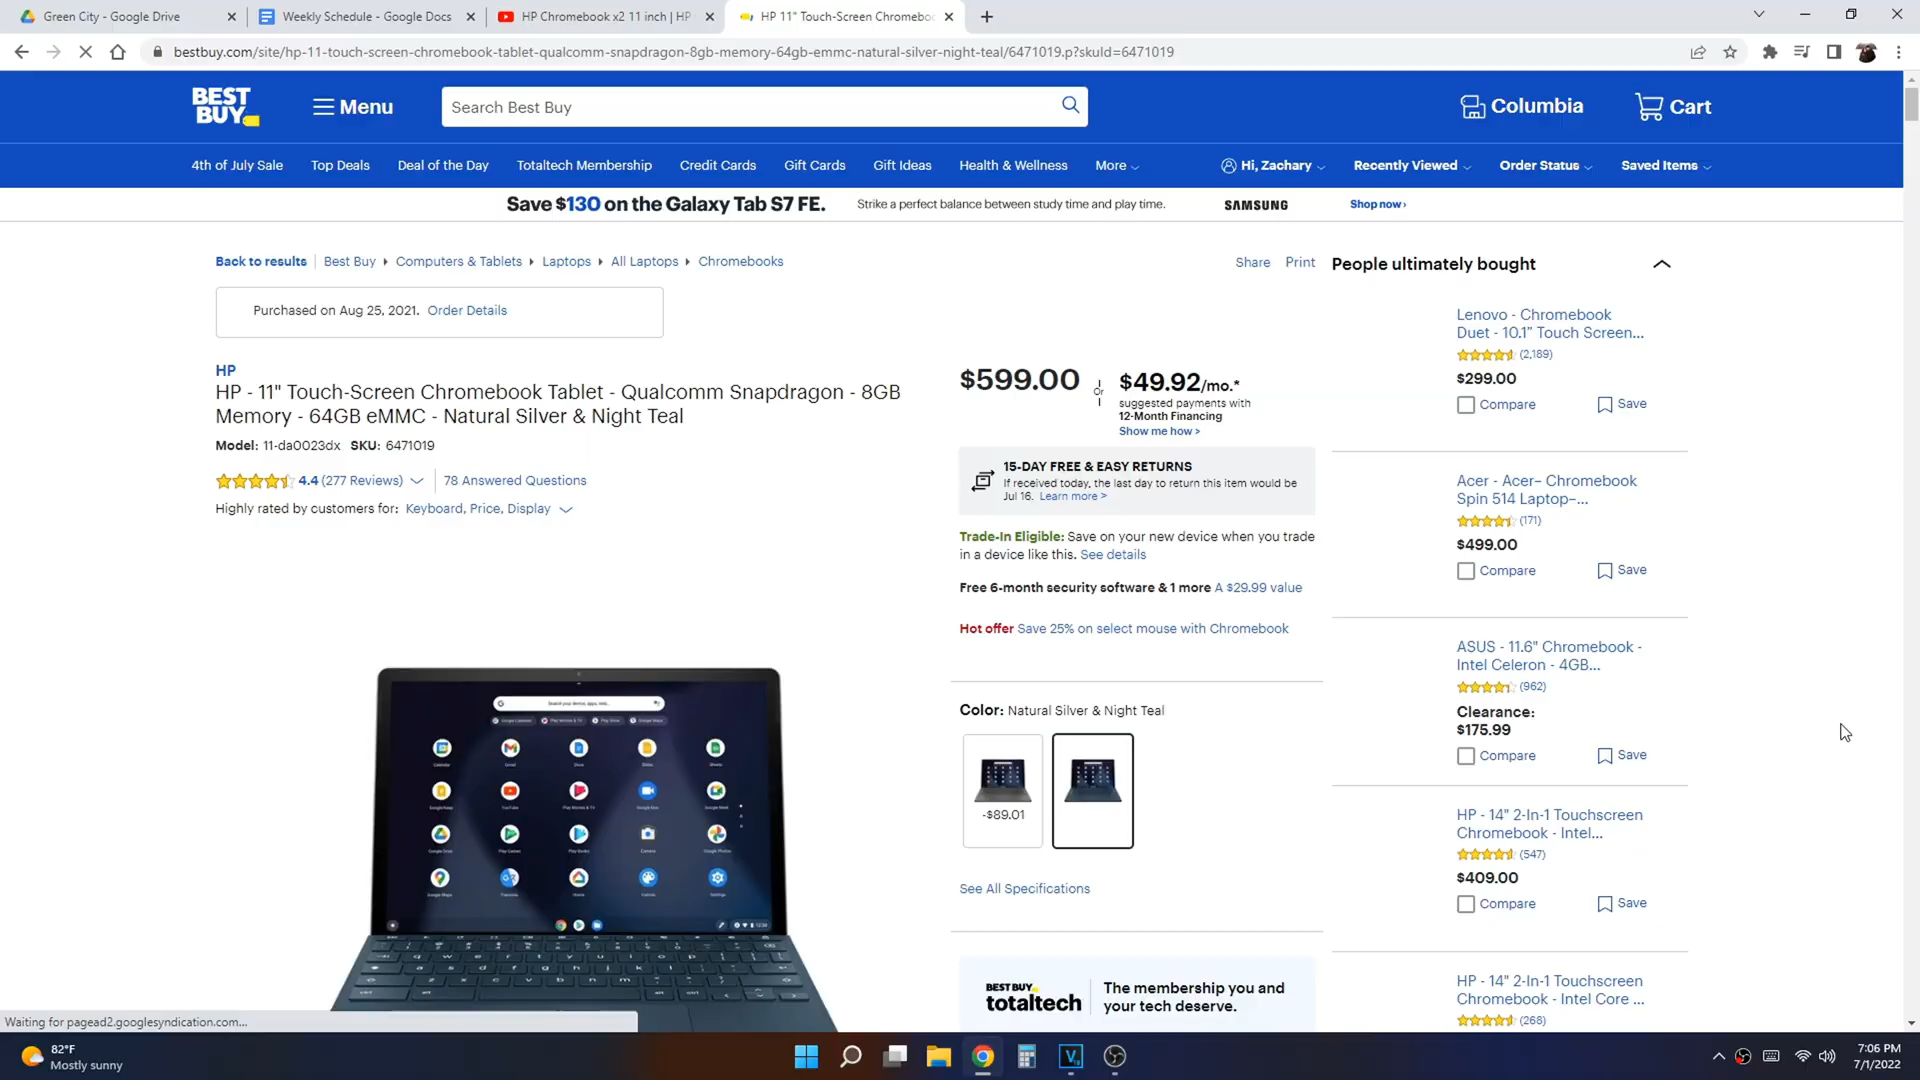 Green City - Google Drive
Weekly Schedule - Google Docs
HP Chromebook x2 11 inch | HP
HP 11" Touch-Screen Chromeboo
bestbuy.com/site/hp-11-touch-screen-chromebook-tablet-qualcomm-snapdragon-8gb-memory-64gb-emmc-natural-silver-night-teal/6471019.p?skuId=6471019
BEST BUY
Menu
Search Best Buy
Columbia
Cart
4th of July Sale
Top Deals
Deal of the Day
Totaltech Membership
Credit Cards
Gift Cards
Gift Ideas
Health & Wellness
More
Hi, Zachary
Recently Viewed
Order Status
Saved Items
Save $130 on the Galaxy Tab S7 FE.
Strike a perfect balance between study time and play time.
SAMSUNG
Shop now ›
Back to results
Best Buy
Computers & Tablets
Laptops
All Laptops
Chromebooks
Share
Print
Purchased on Aug 25, 2021. Order Details
HP
HP - 11" Touch-Screen Chromebook Tablet - Qualcomm Snapdragon - 8GB
Memory - 64GB eMMC - Natural Silver & Night Teal
Model: 11-da0023dx SKU: 6471019
4.4 (277 Reviews)
78 Answered Questions
Highly rated by customers for: Keyboard, Price, Display
$599.00
Or
$49.92/mo.*
suggested payments with
12-Month Financing
Show me how >
15-DAY FREE & EASY RETURNS
If received today, the last day to return this item would be
Jul 16. Learn more >
Trade-In Eligible: Save on your new device when you trade
in a device like this. See details
Free 6-month security software & 1 more A $29.99 value
Hot offer Save 25% on select mouse with Chromebook
Color: Natural Silver & Night Teal
-$89.01
See All Specifications
BEST BUY
totaltech
The membership you and
your tech deserve.
People ultimately bought
Lenovo - Chromebook
Duet - 10.1" Touch Screen...
(2,189)
$299.00
Compare
Save
Acer - Acer– Chromebook
Spin 514 Laptop–...
(171)
$499.00
Compare
Save
ASUS - 11.6" Chromebook -
Intel Celeron - 4GB...
(962)
Clearance:
$175.99
Compare
Save
HP - 14" 2-In-1 Touchscreen
Chromebook - Intel...
(547)
$409.00
Compare
Save
HP - 14" 2-In-1 Touchscreen
Chromebook - Intel Core ...
(268)
Waiting for pagead2.googlesyndication.com...
82°F
Mostly sunny
7:06 PM
7/1/2022